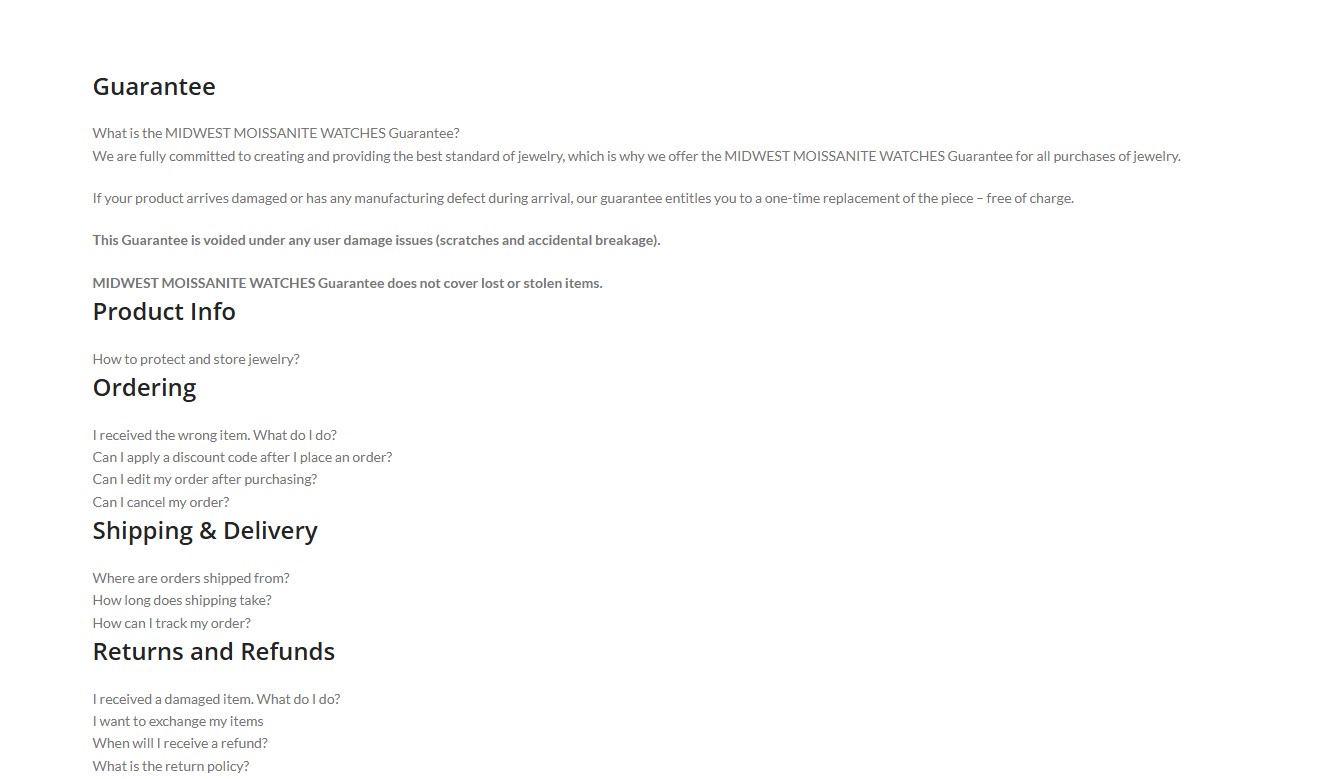 Guarantee
What is the MIDWEST MOISSANITE WATCHES Guarantee?
We are fully committed to creating and providing the best standard of jewelry, which is why we offer the MIDWEST MOISSANITE WATCHES Guarantee for all purchases of jewelry.
If your product arrives damaged or has any manufacturing defect during arrival, our guarantee entitles you to a one-time replacement of the piece – free of charge.
This Guarantee is voided under any user damage issues (scratches and accidental breakage).
MIDWEST MOISSANITE WATCHES Guarantee does not cover lost or stolen items.
Product Info
How to protect and store jewelry?
Ordering
I received the wrong item. What do I do?
Can I apply a discount code after I place an order?
Can I edit my order after purchasing?
Can I cancel my order?
Shipping & Delivery
Where are orders shipped from?
How long does shipping take?
How can I track my order?
Returns and Refunds
I received a damaged item. What do I do?
I want to exchange my items
When will I receive a refund?
What is the return policy?